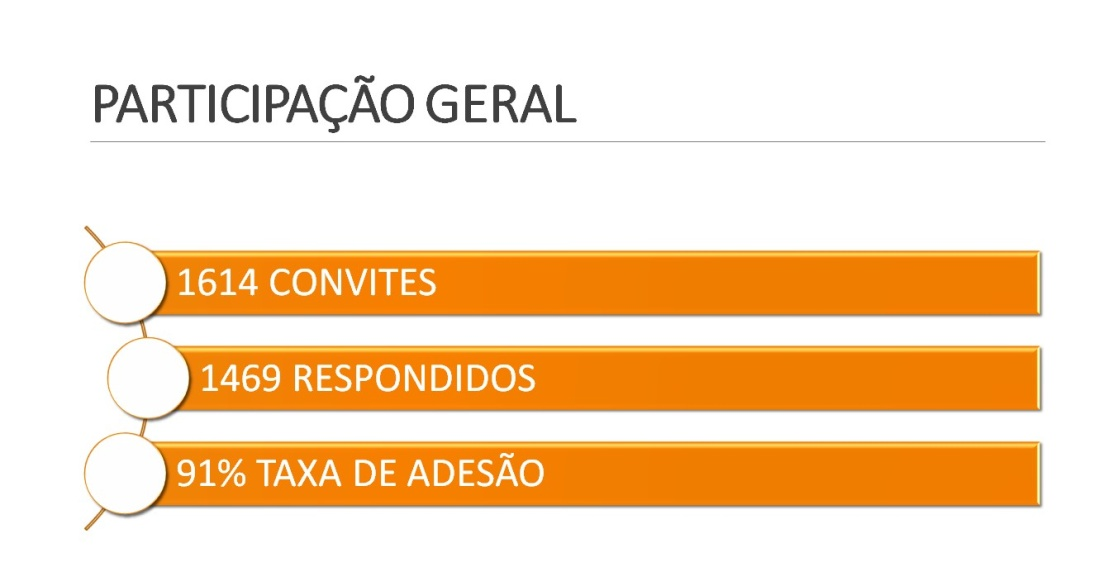 PARTICIPAÇÃO GERAL
1614 CONVITES
1469 RESPONDIDOS
91% TAXA DE ADESÃO